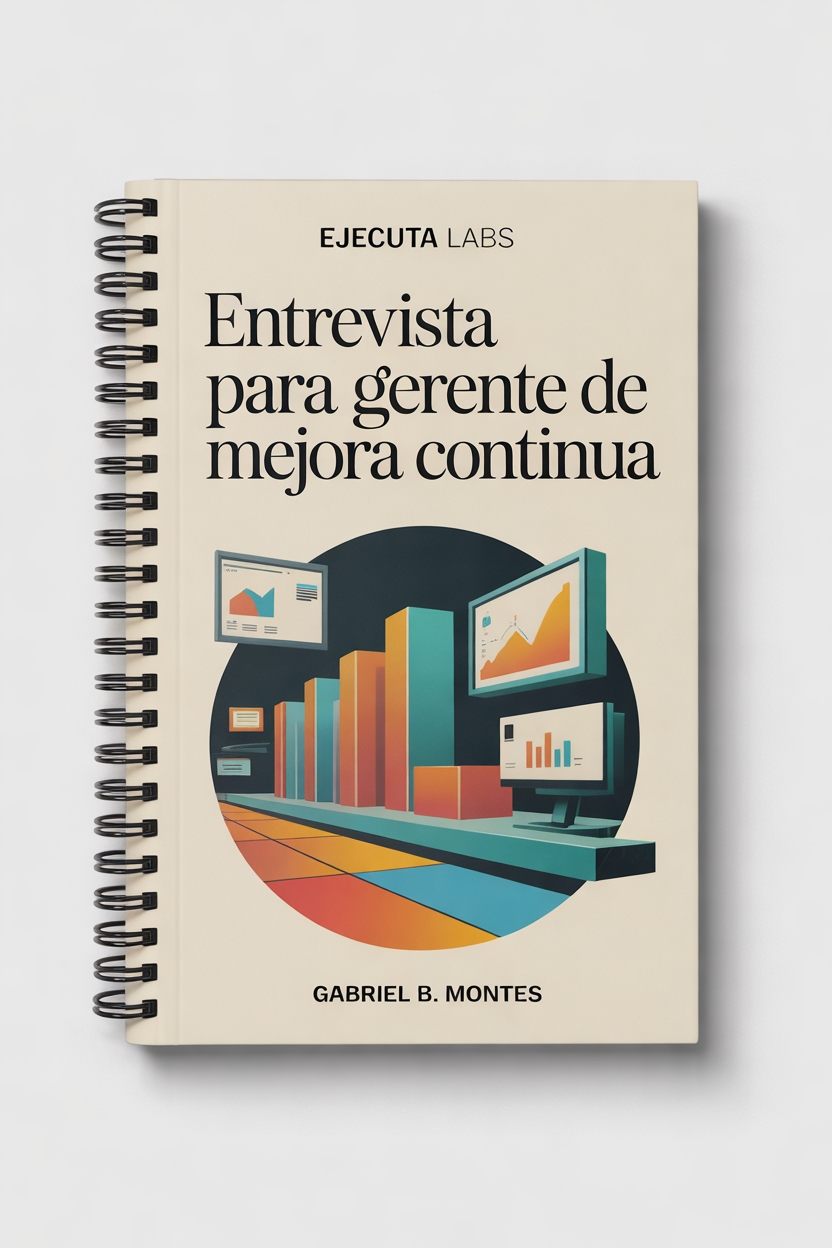 EJECUTA LABS
Entrevista
para gerente de
mejora continua
GABRIEL B. MONTES